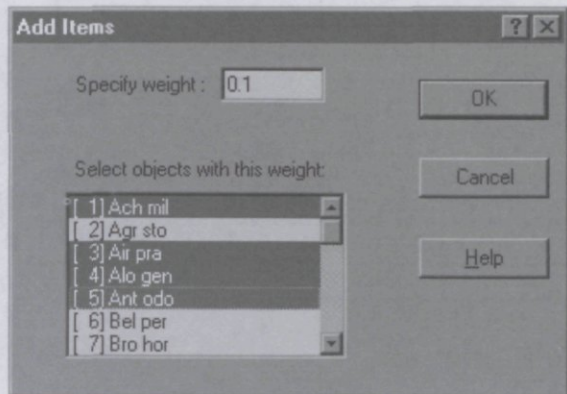 Add Items
Specify weight : 0.1
OK
Select objects with this weight:
Cancel
[ 1] Ach mil
[ 2] Agr sto
[ 3] Air pra
[ 4] Alo gen
[ 5] Ant odo
[ 6] Bel per
[ 7] Bro hor
Help